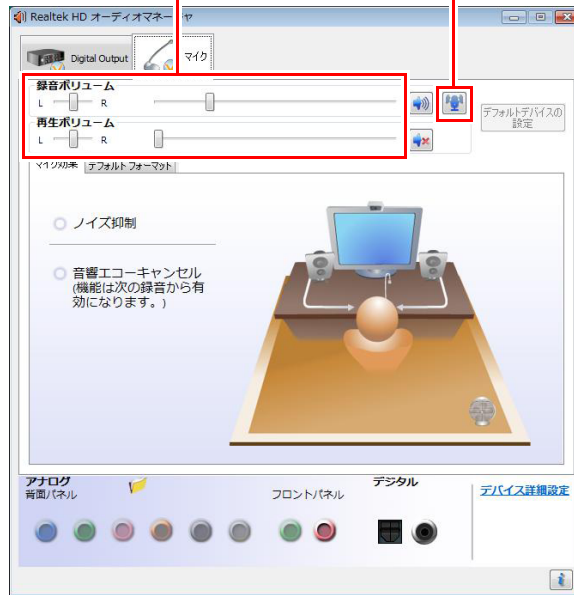 Realtek HD オーディオマネージャ
Digital Output
マイク
録音ボリューム
L R
再生ボリューム
L R
デフォルトデバイスの
設定
マイク効果 デフォルトフォーマット
ノイズ抑制
音響エコーキャンセル
(機能は次の録音から有
効になります。)
アナログ
背面パネル
フロントパネル
デジタル
デバイス詳細設定